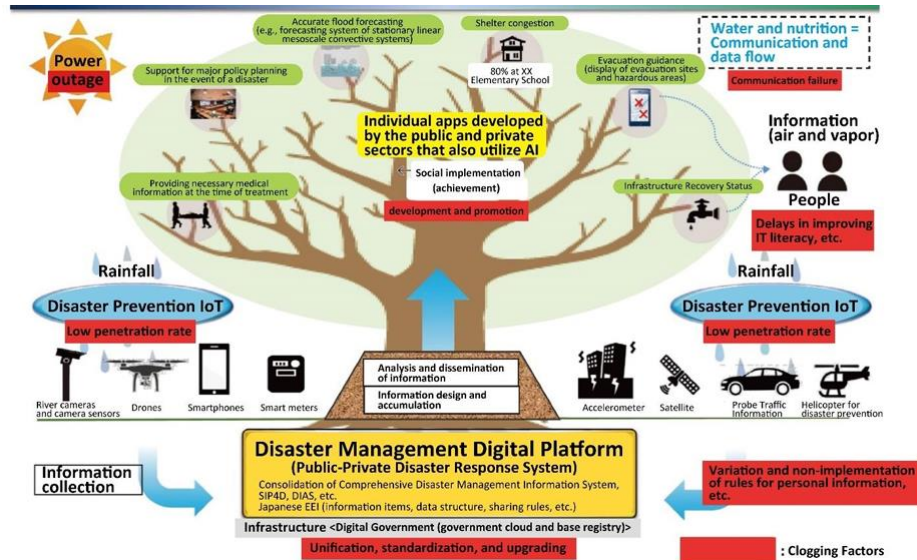 Power
outage
Accurate flood forecasting
(e.g., forecasting system of stationary linear
mesoscale convective systems)
Shelter congestion
80% at XX
Elementary School
Support for major policy planning
in the event of a disaster
Evacuation guidance
(display of evacuation sites
and hazardous areas)
Water and nutrition =
Communication and
data flow
Communication failure
Individual apps developed
by the public and private
sectors that also utilize AI
Social implementation
(achievement)
development and promotion
Information
(air and vapor)
People
Delays in improving
IT literacy, etc.
Providing necessary medical
information at the time of treatment
Infrastructure Recovery Status
Rainfall
Disaster Prevention IoT
Low penetration rate
Rainfall
Disaster Prevention IoT
Low penetration rate
River cameras
and camera sensors
Drones
Smartphones
Smart meters
Analysis and dissemination
of information
Information design and
accumulation
Accelerometer
Satellite
Probe Traffic
Information
Helicopter for
disaster prevention
Information
collection
Disaster Management Digital Platform
(Public-Private Disaster Response System)
Consolidation of Comprehensive Disaster Management Information System,
SIP4D, DIAS, etc.
Japanese EEI (information items, data structure, sharing rules, etc.)
Infrastructure <Digital Government (government cloud and base registry)>
Unification, standardization, and upgrading
Variation and non-implementation
of rules for personal information,
etc.
: Clogging Factors